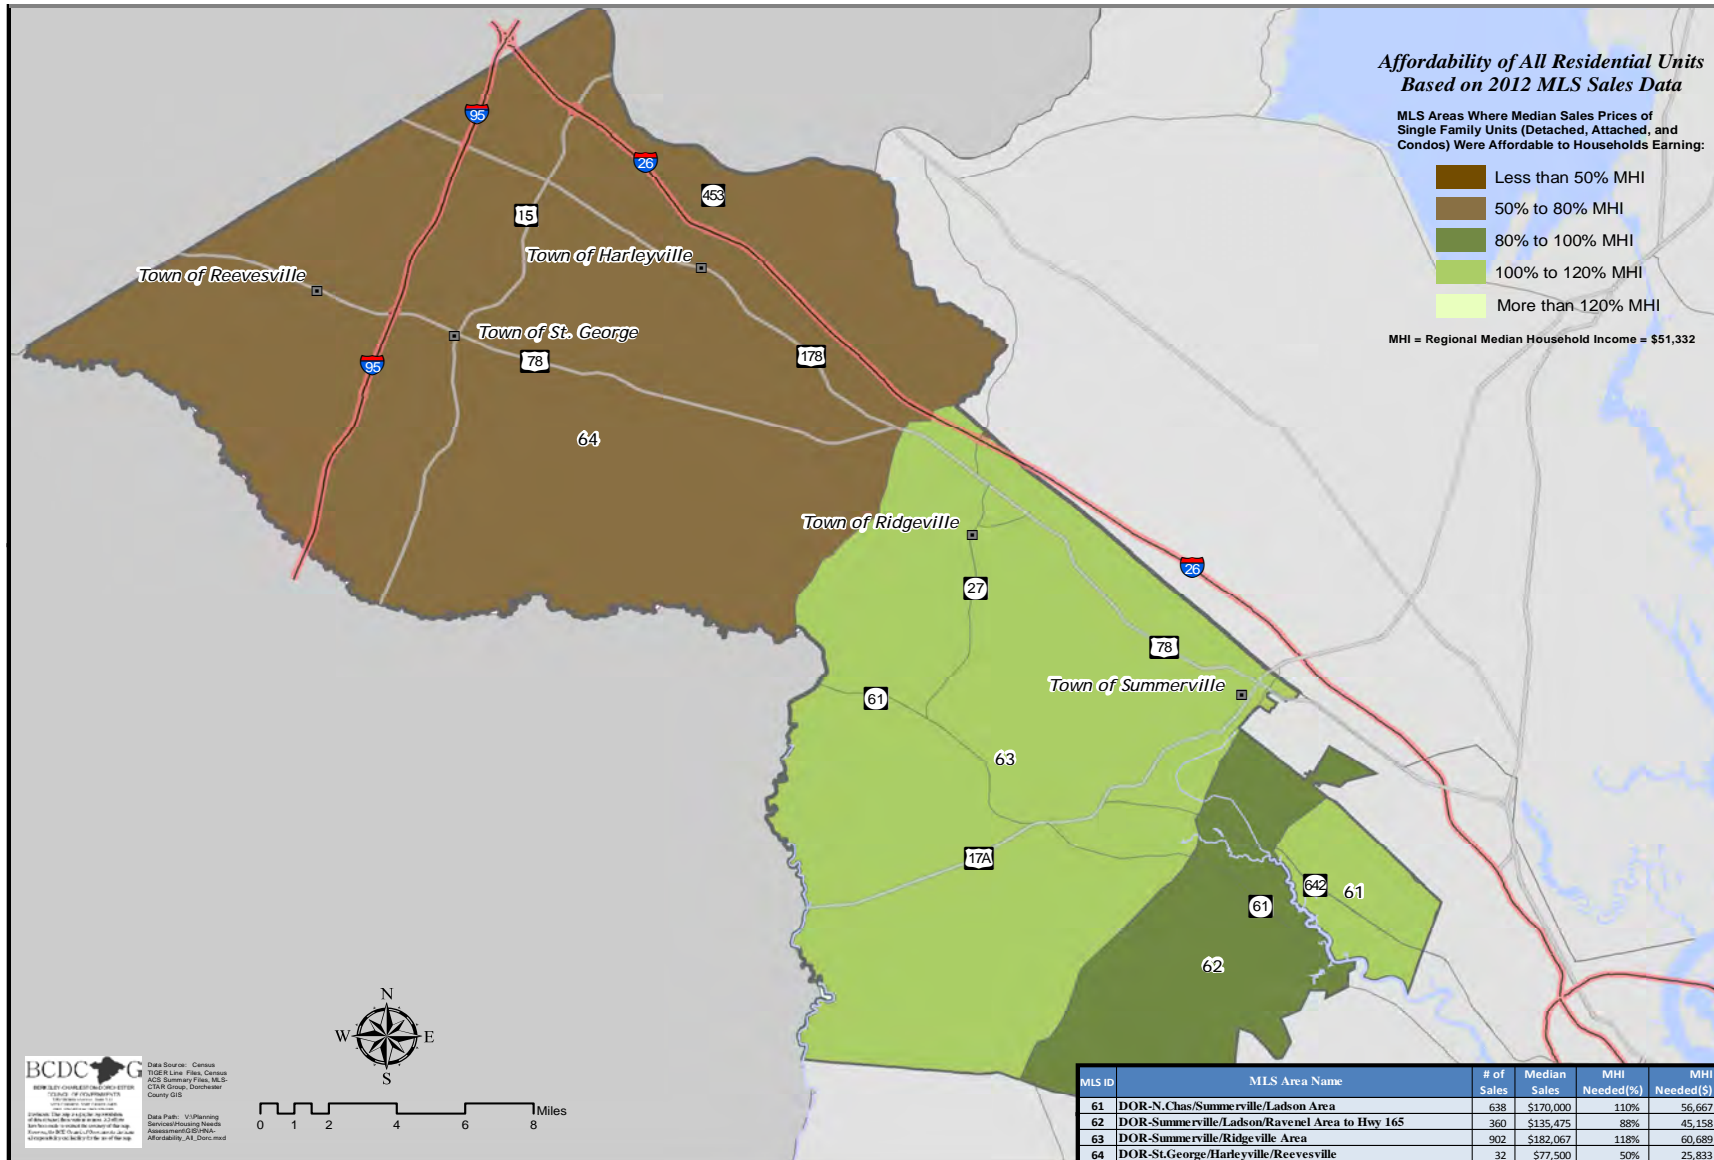 Affordability of All Residential Units
Based on 2012 MLS Sales Data
MLS Areas Where Median Sales Prices of
Single Family Units (Detached, Attached, and
Condos) Were Affordable to Households Earning:
Less than 50% MHI
50% to 80% MHI
80% to 100% MHI
100% to 120% MHI
More than 120% MHI
MHI = Regional Median Household Income = $51,332
95
26
453
15
Town of Harleyville
Town of Reevesville
Town of St. George
78
178
95
64
Town of Ridgeville
26
27
78
Town of Summerville
61
63
17A
642
61
61
62
N
W E
S
BCDC G
BERKELEY-CHARLESTON-DORCHESTER
COUNCIL OF GOVERNMENTS
Data Source: Census
TIGER Line Files, Census
ACS Summary Files, MLS-
CTAR Group, Dorchester
County GIS
Data Path: V:\Planning
Services\Housing Needs
Assessment\GIS\HNA-
Affordability_All_Dorc.mxd
Miles
0 1 2 4 6 8
MLS ID MLS Area Name # of Sales Median Sales MHI Needed(%) MHI Needed($)
61 DOR-N.Chas/Summerville/Ladson Area 638 $170,000 110% 56,667
62 DOR-Summerville/Ladson/Ravenel Area to Hwy 165 360 $135,475 88% 45,158
63 DOR-Summerville/Ridgeville Area 902 $182,067 118% 60,689
64 DOR-St.George/Harleyville/Reevesville 32 $77,500 50% 25,833